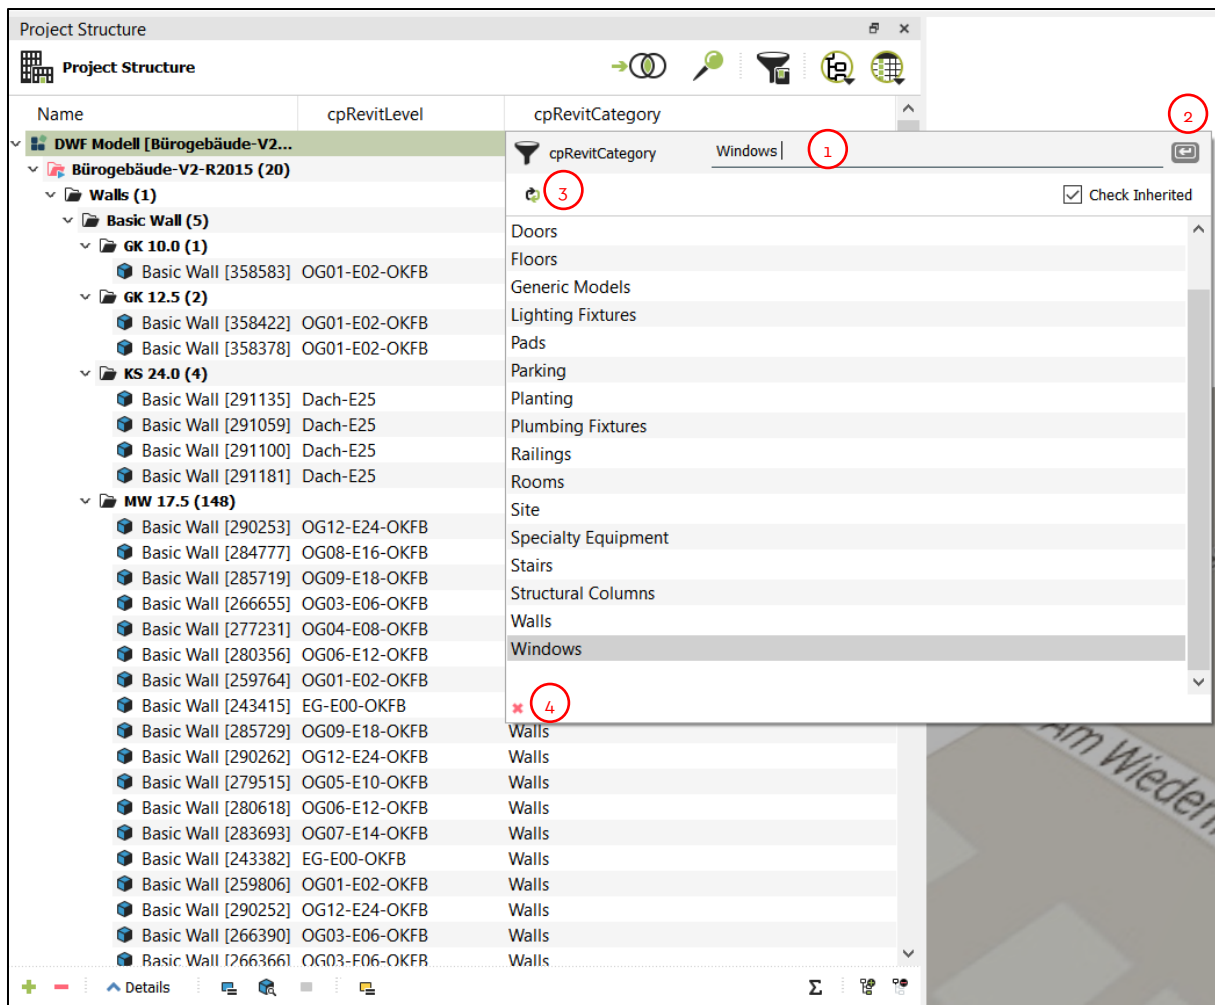 Project Structure
Project Structure
Name cpRevitLevel cpRevitCategory
2
DWF Modell [Bürogebäude-V2...
cpRevitCategory Windows 1
Bürogebäude-V2-R2015 (20)
Walls (1)
3 Check Inherited
Basic Wall (5)
Doors
GK 10.0 (1)
Floors
Basic Wall [358583] OG01-E02-OKFB
Generic Models
GK 12.5 (2)
Lighting Fixtures
Basic Wall [358422] OG01-E02-OKFB
Pads
Basic Wall [358378] OG01-E02-OKFB
Parking
KS 24.0 (4)
Planting
Basic Wall [291135] Dach-E25
Plumbing Fixtures
Basic Wall [291059] Dach-E25
Railings
Basic Wall [291100] Dach-E25
Rooms
Basic Wall [291181] Dach-E25
Site
MW 17.5 (148)
Specialty Equipment
Basic Wall [290253] OG12-E24-OKFB
Stairs
Basic Wall [284777] OG08-E16-OKFB
Structural Columns
Basic Wall [285719] OG09-E18-OKFB
Walls
Basic Wall [266655] OG03-E06-OKFB
Windows
Basic Wall [277231] OG04-E08-OKFB
Basic Wall [280356] OG06-E12-OKFB
Basic Wall [259764] OG01-E02-OKFB
Basic Wall [243415] EG-E00-OKFB
4
Basic Wall [285729] OG09-E18-OKFB Walls
Basic Wall [290262] OG12-E24-OKFB Walls
Basic Wall [279515] OG05-E10-OKFB Walls
Basic Wall [280618] OG06-E12-OKFB Walls
Basic Wall [283693] OG07-E14-OKFB Walls
Basic Wall [243382] EG-E00-OKFB Walls
Basic Wall [259806] OG01-E02-OKFB Walls
Basic Wall [290252] OG12-E24-OKFB Walls
Basic Wall [266390] OG03-E06-OKFB Walls
Basic Wall [266366] OG03-E06-OKFB Walls
Am Wiedem
Details Σ